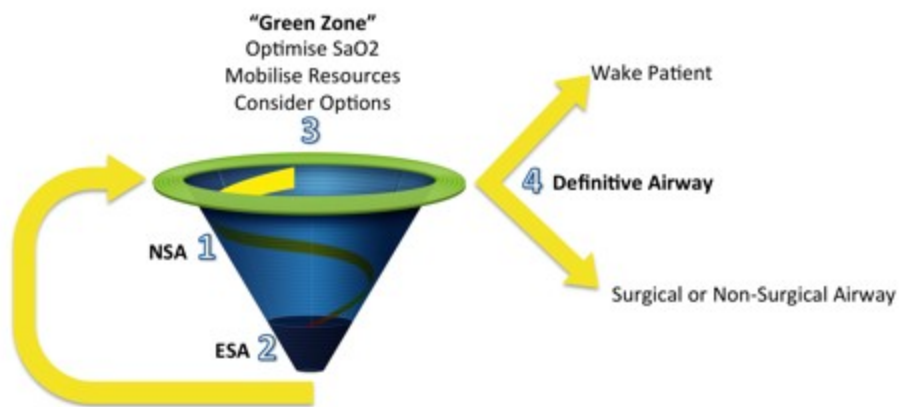 “Green Zone”
Optimise SaO2
Mobilise Resources
Consider Options
3
Wake Patient
4 Definitive Airway
NSA 1
Surgical or Non-Surgical Airway
ESA 2